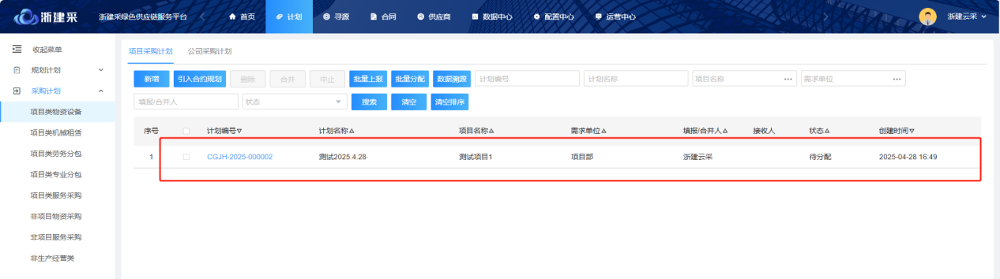 浙建采 浙建采绿色供应链服务平台 首页 计划 寻源 合同 供应商 数据中心 配置中心 运营中心 浙建云采
收起菜单
规划计划
采购计划
项目类物资设备
项目类机械租赁
项目类劳务分包
项目类专业分包
项目类服务采购
非项目物资采购
非项目服务采购
非生产经营类
项目采购计划 公司采购计划
新增 引入合约规划 删除 合并 中止 批量上报 批量分配 数据溯源 计划编号 计划名称 项目名称 ... 需求单位 ...
填报/合并人 状态 搜索 清空 清空排序
序号 计划编号 计划名称 项目名称 需求单位 填报/合并人 接收人 状态 创建时间
1 CGJH-2025-000002 测试2025.4.28- 测试项目1 项目部 浙建云采 待分配 2025-04-28 16:49